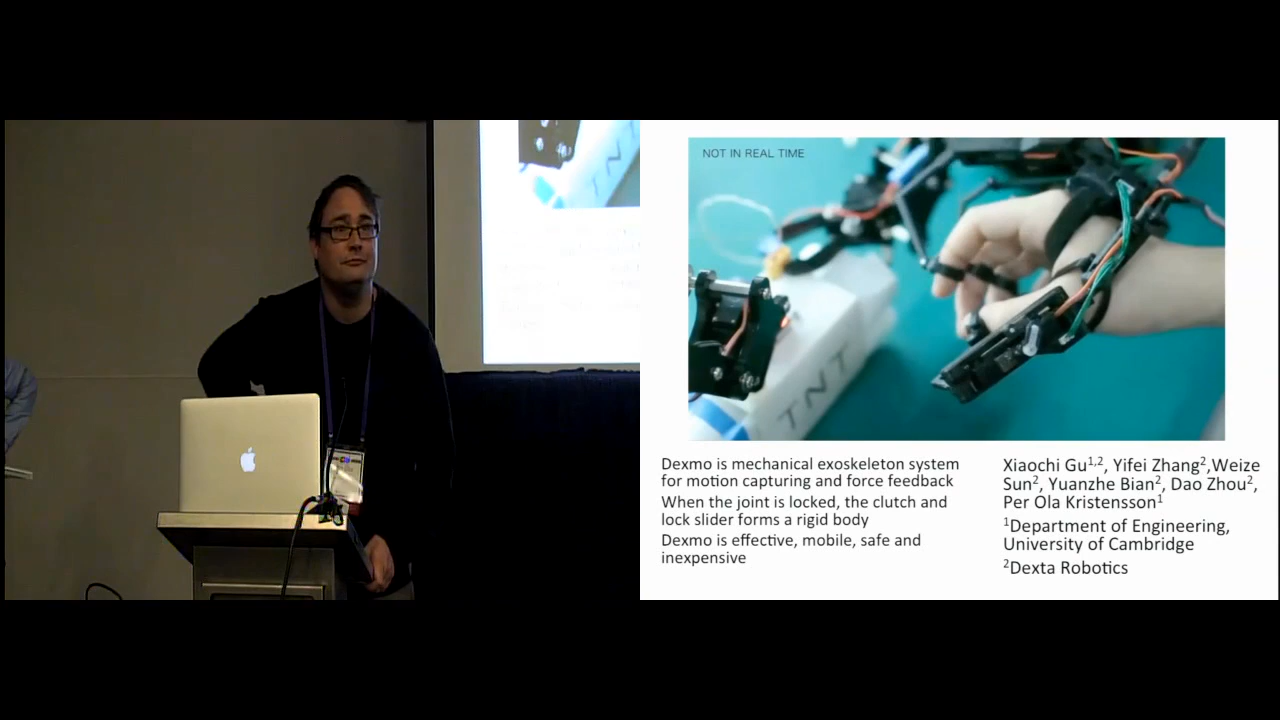 NOT IN REAL TIME
TNT
Dexmo is mechanical exoskeleton system
for motion capturing and force feedback
When the joint is locked, the clutch and
lock slider forms a rigid body
Dexmo is effective, mobile, safe and
inexpensive
Xiaochi Gu1,2, Yifei Zhang2,Weize
Sun2, Yuanzhe Bian2, Dao Zhou2,
Per Ola Kristensson1
1Department of Engineering,
University of Cambridge
2Dexta Robotics